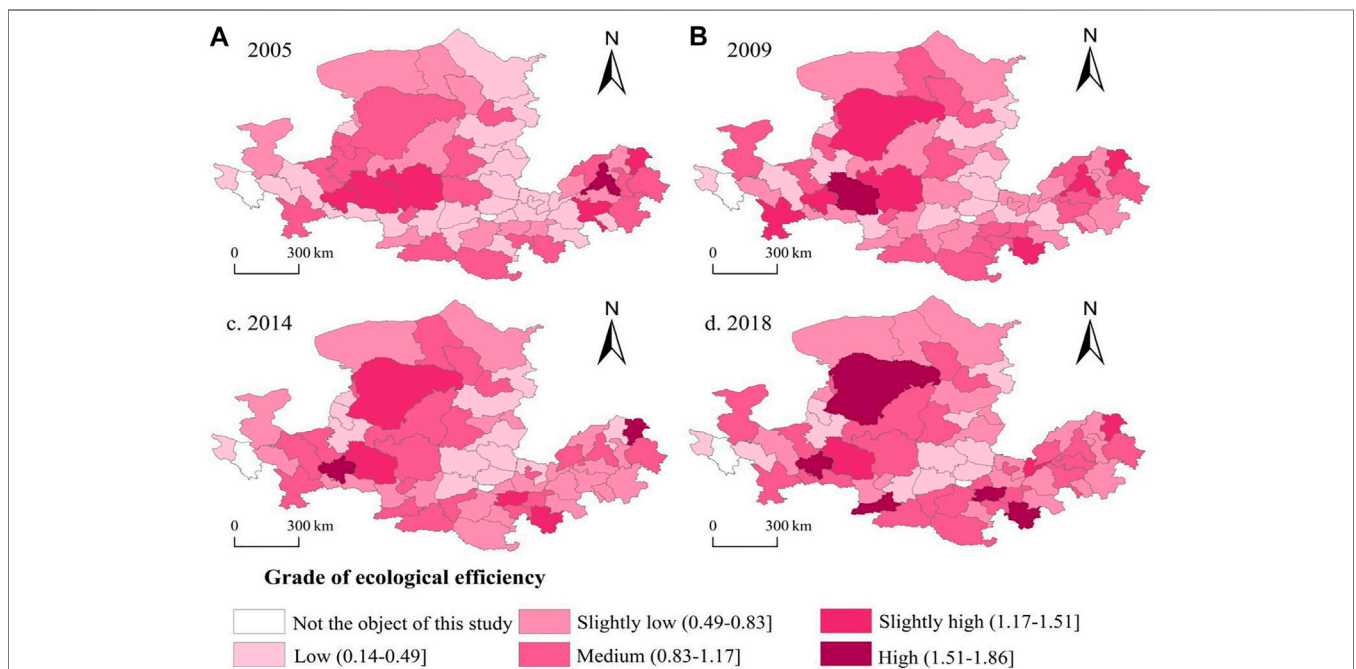 A
2005
N
0
300 km
B
2009
N
0
300 km
c. 2014
N
0
300 km
d. 2018
N
0
300 km
Grade of ecological efficiency
Not the object of this study
Slightly low (0.49-0.83]
Slightly high (1.17-1.51]
Low (0.14-0.49]
Medium (0.83-1.17]
High (1.51-1.86]